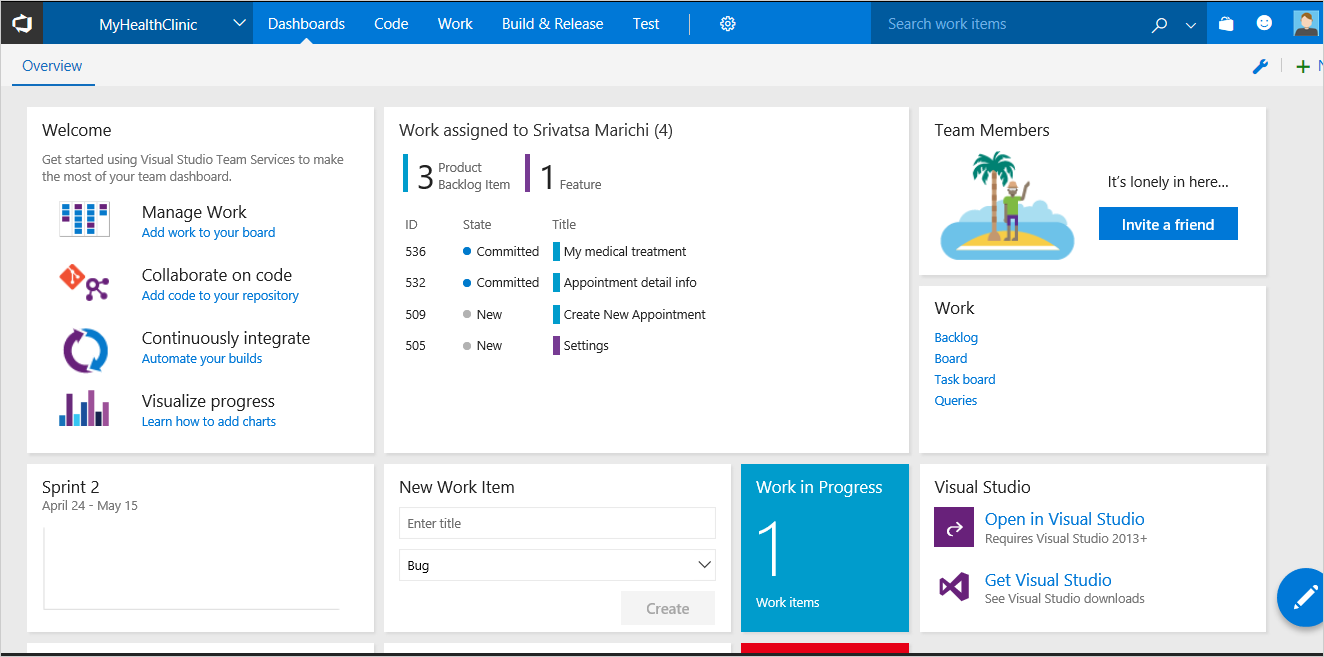 MyHealthClinic
Dashboards
Code
Work
Build & Release
Test
Search work items
Overview
Welcome
Get started using Visual Studio Team Services to make
the most of your team dashboard.
Manage Work
Add work to your board
Collaborate on code
Add code to your repository
Continuously integrate
Automate your builds
Visualize progress
Learn how to add charts
Work assigned to Srivatsa Marichi (4)
3 Product
Backlog Item
1 Feature
ID State Title
536 Committed My medical treatment
532 Committed Appointment detail info
509 New Create New Appointment
505 New Settings
Team Members
It's lonely in here...
Invite a friend
Work
Backlog
Board
Task board
Queries
Sprint 2
April 24 - May 15
New Work Item
Enter title
Bug
Create
Work in Progress
1
Work items
Visual Studio
Open in Visual Studio
Requires Visual Studio 2013+
Get Visual Studio
See Visual Studio downloads